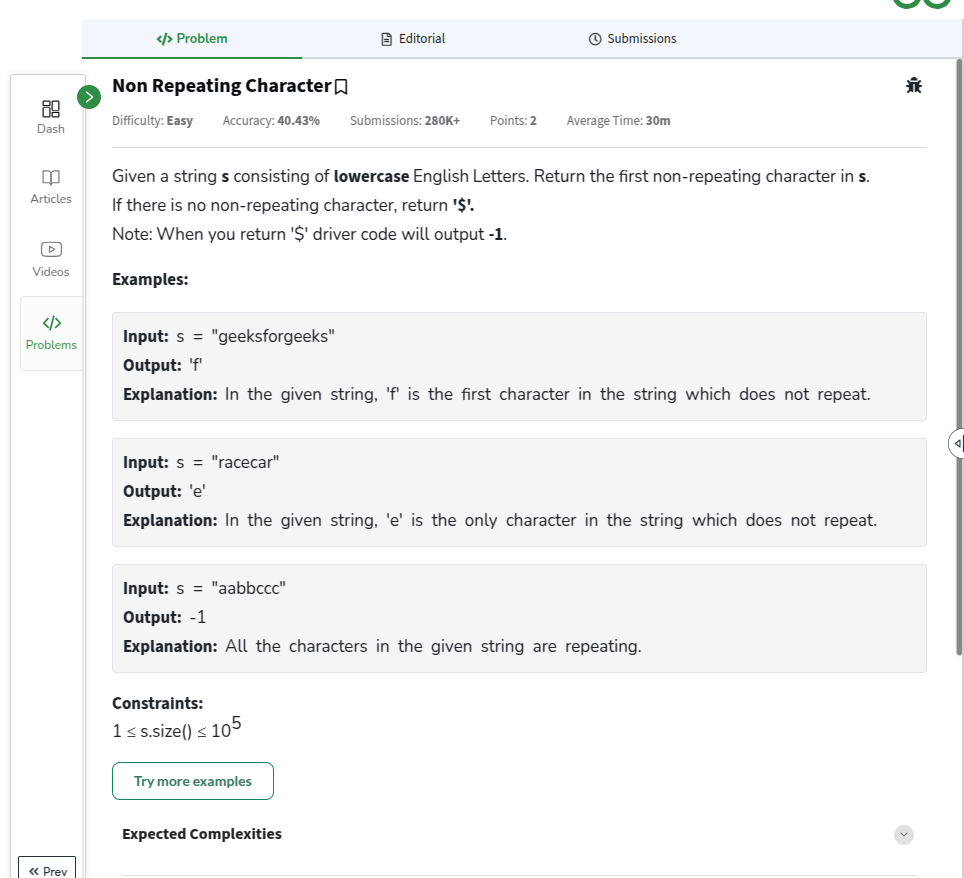 </> Problem
Editorial
Submissions
Dash
Articles
Videos
</>
Problems
« Prev
Non Repeating Character
Difficulty: Easy Accuracy: 40.43% Submissions: 280K+ Points: 2 Average Time: 30m
Given a string s consisting of lowercase English Letters. Return the first non-repeating character in s.
If there is no non-repeating character, return '$'.
Note: When you return '$' driver code will output -1.
Examples:
Input: s = "geeksforgeeks"
Output: 'f'
Explanation: In the given string, 'f' is the first character in the string which does not repeat.
Input: s = "racecar"
Output: 'e'
Explanation: In the given string, 'e' is the only character in the string which does not repeat.
Input: s = "aabbccc"
Output: -1
Explanation: All the characters in the given string are repeating.
Constraints:
1 ≤ s.size() ≤ 10⁵
Try more examples
Expected Complexities